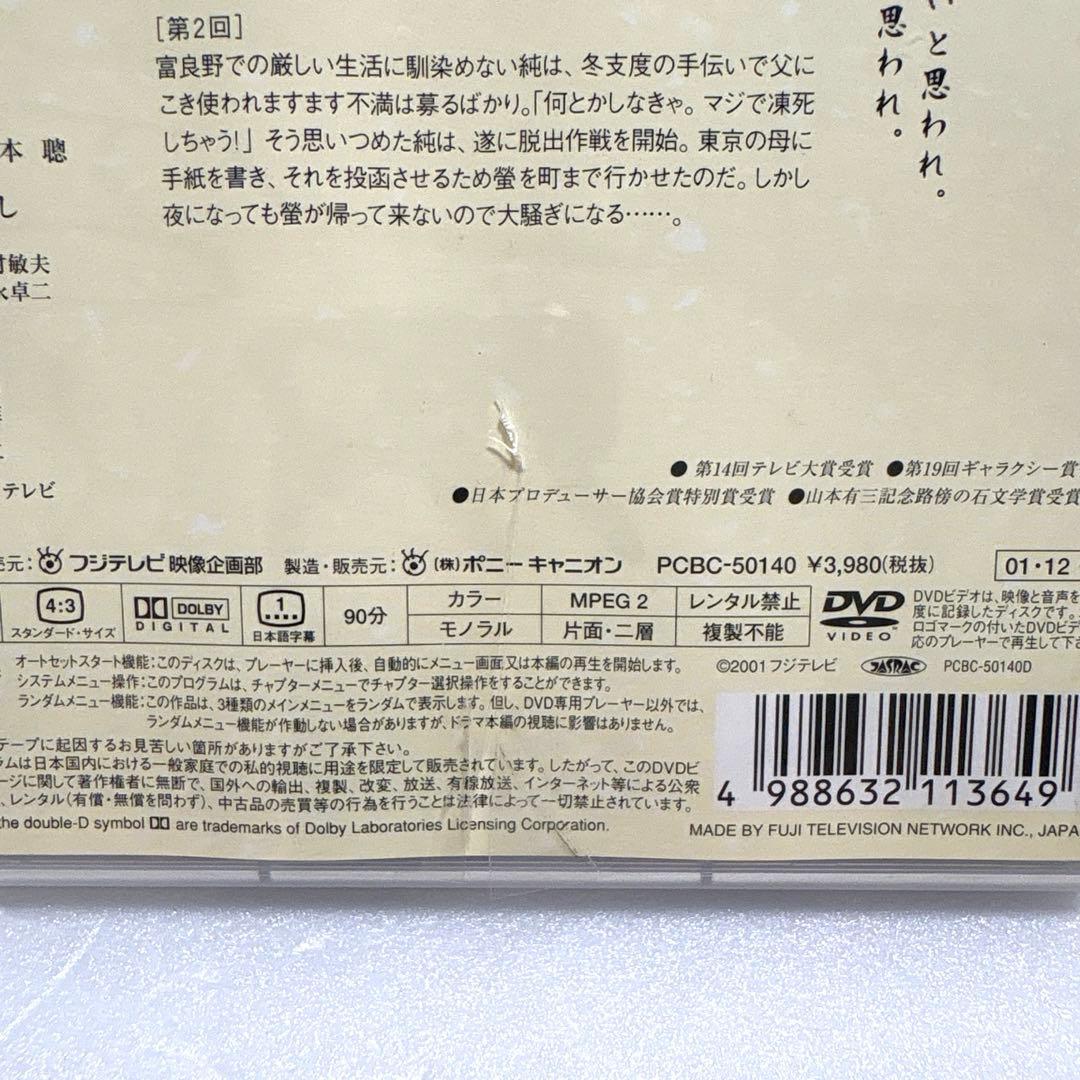 と思われ。
思われ。
[第2回]
富良野での厳しい生活に馴染めない純は、冬支度の手伝いで父に
こき使われますます不満は募るばかり。「何とかしなきゃ。マジで凍死
しちゃう!」そう思いつめた純は、遂に脱出作戦を開始。東京の母に
手紙を書き、それを投函させるため螢を町まで行かせたのだ。しかし
夜になっても螢が帰って来ないので大騒ぎになる……。
本 聰
し
村敏夫
永卓二
テレビ
● 第14回テレビ大賞受賞 ●第19回ギャラクシー賞
●日本プロデューサー協会賞特別賞受賞 ●山本有三記念路傍の石文学賞受賞
売元: フジテレビ映像企画部 製造・販売元: (株)ポニーキャニオン PCBC-50140 ¥3,980(税抜) 01・12
4:3 スタンダード・サイズ
DOLBY DIGITAL
1 日本語字幕
90分
カラー
モノラル
MPEG 2
片面・二層
レンタル禁止
複製不能
DVD VIDEO
DVDビデオは、映像と音声を
度に記録したディスクです。
ロゴマークの付いたDVDビデ
応のプレーヤーで再生して下さ
オートセットスタート機能:このディスクは、プレーヤーに挿入後、自動的にメニュー画面又は本編の再生を開始します。
システムメニュー操作:このプログラムは、チャプターメニューでチャプター選択操作をすることができます。
ランダムメニュー機能:この作品は、3種類のメインメニューをランダムで表示します。但し、DVD専用プレーヤー以外では、
ランダムメニュー機能が作動しない場合がありますが、ドラマ本編の視聴に影響はありません。
©2001フジテレビ JASRAC PCBC-50140D
テープに起因するお見苦しい箇所がありますがご了承下さい。
ラムは日本国内における一般家庭での私的視聴に用途を限定して販売されています。したがって、このDVDビ
ージに関して著作権者に無断で、国外への輸出、複製、改変、放送、有線放送、インターネット等による公衆
、レンタル(有償・無償を問わず)、中古品の売買等の行為を行うことは法律によって一切禁止されています。
the double-D symbol are trademarks of Dolby Laboratories Licensing Corporation.
4 988632 113649
MADE BY FUJI TELEVISION NETWORK INC., JAPA